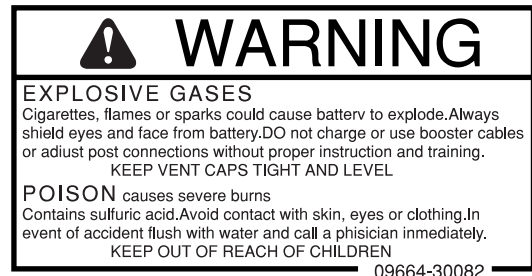 WARNING
EXPLOSIVE GASES
Cigarettes, flames or sparks could cause batterv to explode.Always
shield eyes and face from battery.DO not charge or use booster cables
or adiust post connections without proper instruction and training.
KEEP VENT CAPS TIGHT AND LEVEL
POISON causes severe burns
Contains sulfuric acid.Avoid contact with skin, eyes or clothing.In
event of accident flush with water and call a phisician inmediately.
KEEP OUT OF REACH OF CHILDREN
09664-30082